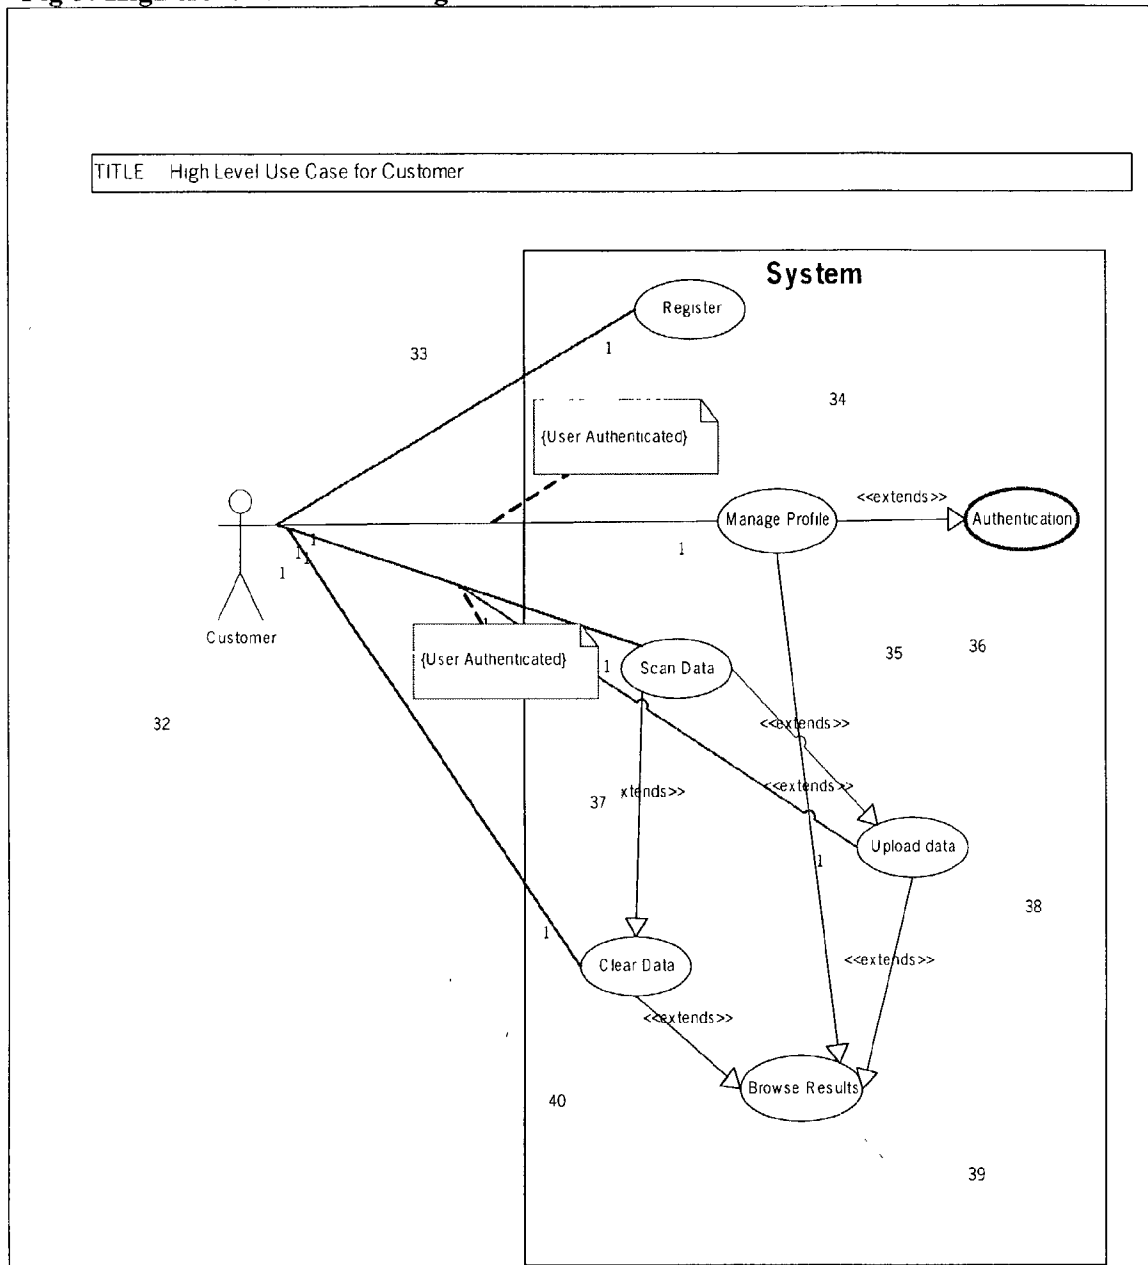 TITLE High Level Use Case for Customer
System
Register
33
1
34
{User Authenticated}
<<extends>>
Manage Profile
Authentication
1
1
1
1
1
Customer
1
{User Authenticated}
1
Scan Data
35
36
32
<<extends>>
37
xtends>>
<<extends>>
Upload data
1
38
1
Clear Data
<<extends>>
<<extends>>
Browse Results
40
39